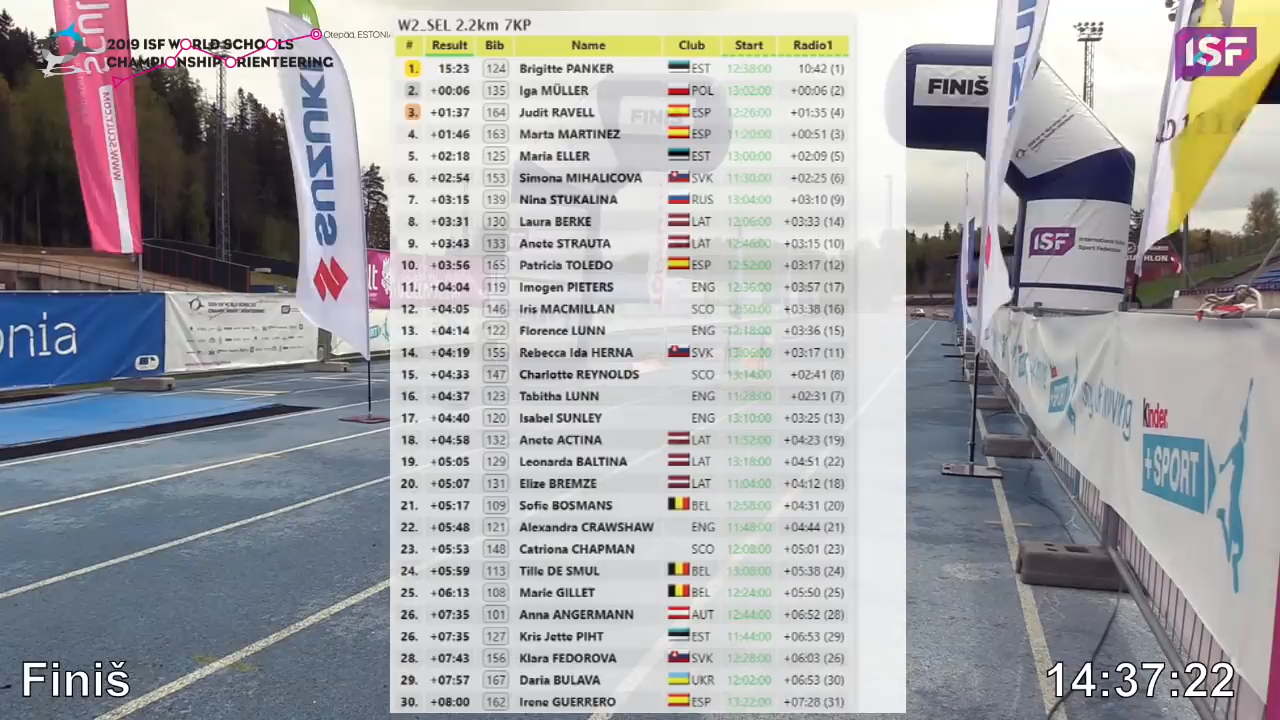 W2_SEL 2.2km 7KP
# Result Bib Name Club Start Radio1
1. 15:23 124 Brigitte PANKER EST 12:38:00 10:42 (1)
2. +00:06 135 Iga MÜLLER POL 13:02:00 +00:06 (2)
3. +01:37 164 Judit RAVELL ESP 12:26:00 +01:35 (4)
4. +01:46 163 Marta MARTINEZ ESP 11:20:00 +00:51 (3)
5. +02:18 125 Maria ELLER EST 13:00:00 +02:09 (5)
6. +02:54 153 Simona MIHALICOVA SVK 11:30:00 +02:25 (6)
7. +03:15 139 Nina STUKALINA RUS 13:04:00 +03:10 (9)
8. +03:31 130 Laura BERKE LAT 12:06:00 +03:33 (14)
9. +03:43 133 Anete STRAUTA LAT 12:46:00 +03:15 (10)
10. +03:56 165 Patricia TOLEDO ESP 12:52:00 +03:17 (12)
11. +04:04 119 Imogen PIETERS ENG 12:36:00 +03:57 (17)
12. +04:05 146 Iris MACMILLAN SCO 12:50:00 +03:38 (16)
13. +04:14 122 Florence LUNN ENG 12:18:00 +03:36 (15)
14. +04:19 155 Rebecca Ida HERNA SVK 13:06:00 +03:17 (11)
15. +04:33 147 Charlotte REYNOLDS SCO 13:14:00 +02:41 (8)
16. +04:37 123 Tabitha LUNN ENG 11:28:00 +02:31 (7)
17. +04:40 120 Isabel SUNLEY ENG 13:10:00 +03:25 (13)
18. +04:58 132 Anete ACTINA LAT 11:52:00 +04:23 (19)
19. +05:05 129 Leonarda BALTINA LAT 13:18:00 +04:51 (22)
20. +05:07 131 Elize BREMZE LAT 11:04:00 +04:12 (18)
21. +05:17 109 Sofie BOSMANS BEL 12:58:00 +04:31 (20)
22. +05:48 121 Alexandra CRAWSHAW ENG 11:48:00 +04:44 (21)
23. +05:53 148 Catriona CHAPMAN SCO 12:08:00 +05:01 (23)
24. +05:59 113 Tille DE SMUL BEL 13:08:00 +05:38 (24)
25. +06:13 108 Marie GILLET BEL 12:24:00 +05:50 (25)
26. +07:35 101 Anna ANGERMANN AUT 12:44:00 +06:52 (28)
26. +07:35 127 Kris Jette PIHT EST 11:44:00 +06:53 (29)
28. +07:43 156 Klara FEDOROVA SVK 12:28:00 +06:03 (26)
29. +07:57 167 Daria BULAVA UKR 12:02:00 +06:53 (30)
30. +08:00 162 Irene GUERRERO ESP 13:22:00 +07:28 (31)
2019 ISF WORLD SCHOOLS
CHAMPIONSHIP ORIENTEERING
Otepää, ESTONIA
WWW.SCULT.COM
SUZUKI
onia
FINIŠ
ISF
ISF
International School
Sport Federation
Kinder
+SPORT
Finiš
14:37:22